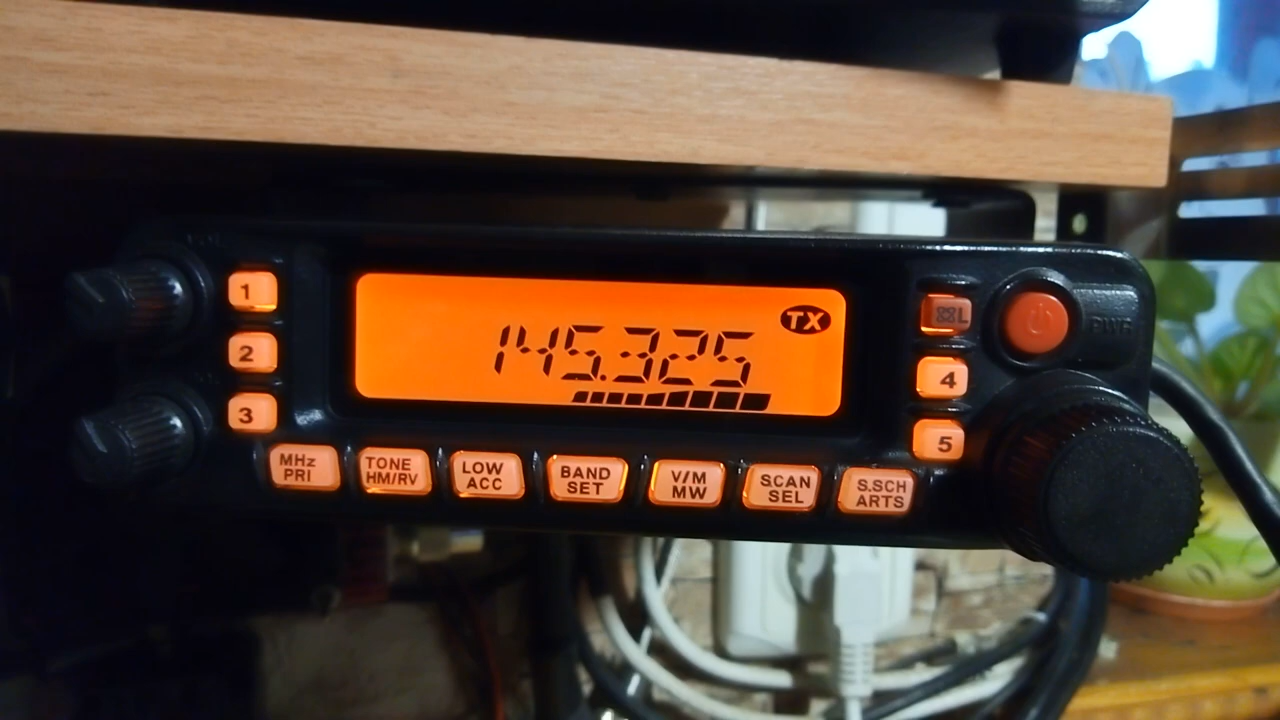 TX
145.325
1
2
3
4
5
PWR
MHz
PRI
TONE
HM/RV
LOW
ACC
BAND
SET
V/M
MW
SCAN
SEL
S.SCH
ARTS